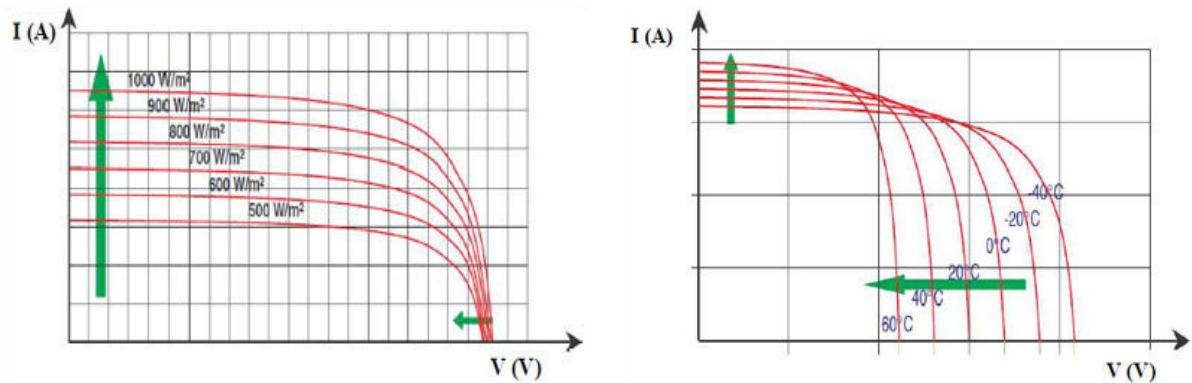 I (A)
1000 W/m²
900 W/m²
800 W/m²
700 W/m²
600 W/m²
500 W/m²
V (V)
I (A)
-40°C
-20°C
0°C
20°C
40°C
60°C
V (V)